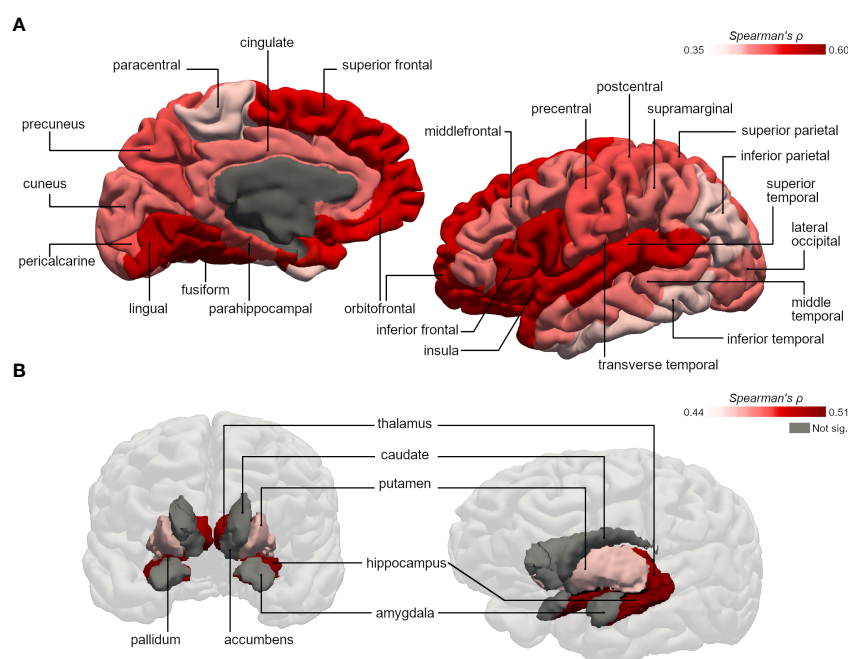 A
Spearman's ρ
0.35 0.60
cingulate
paracentral
superior frontal
precuneus
cuneus
pericalcarine
lingual
fusiform
parahippocampal
orbitofrontal
postcentral
precentral
supramarginal
middlefrontal
superior parietal
inferior parietal
superior
temporal
lateral
occipital
middle
temporal
inferior frontal
inferior temporal
insula
transverse temporal
B
Spearman's ρ
0.44 0.51
Not sig.
thalamus
caudate
putamen
hippocampus
amygdala
pallidum
accumbens